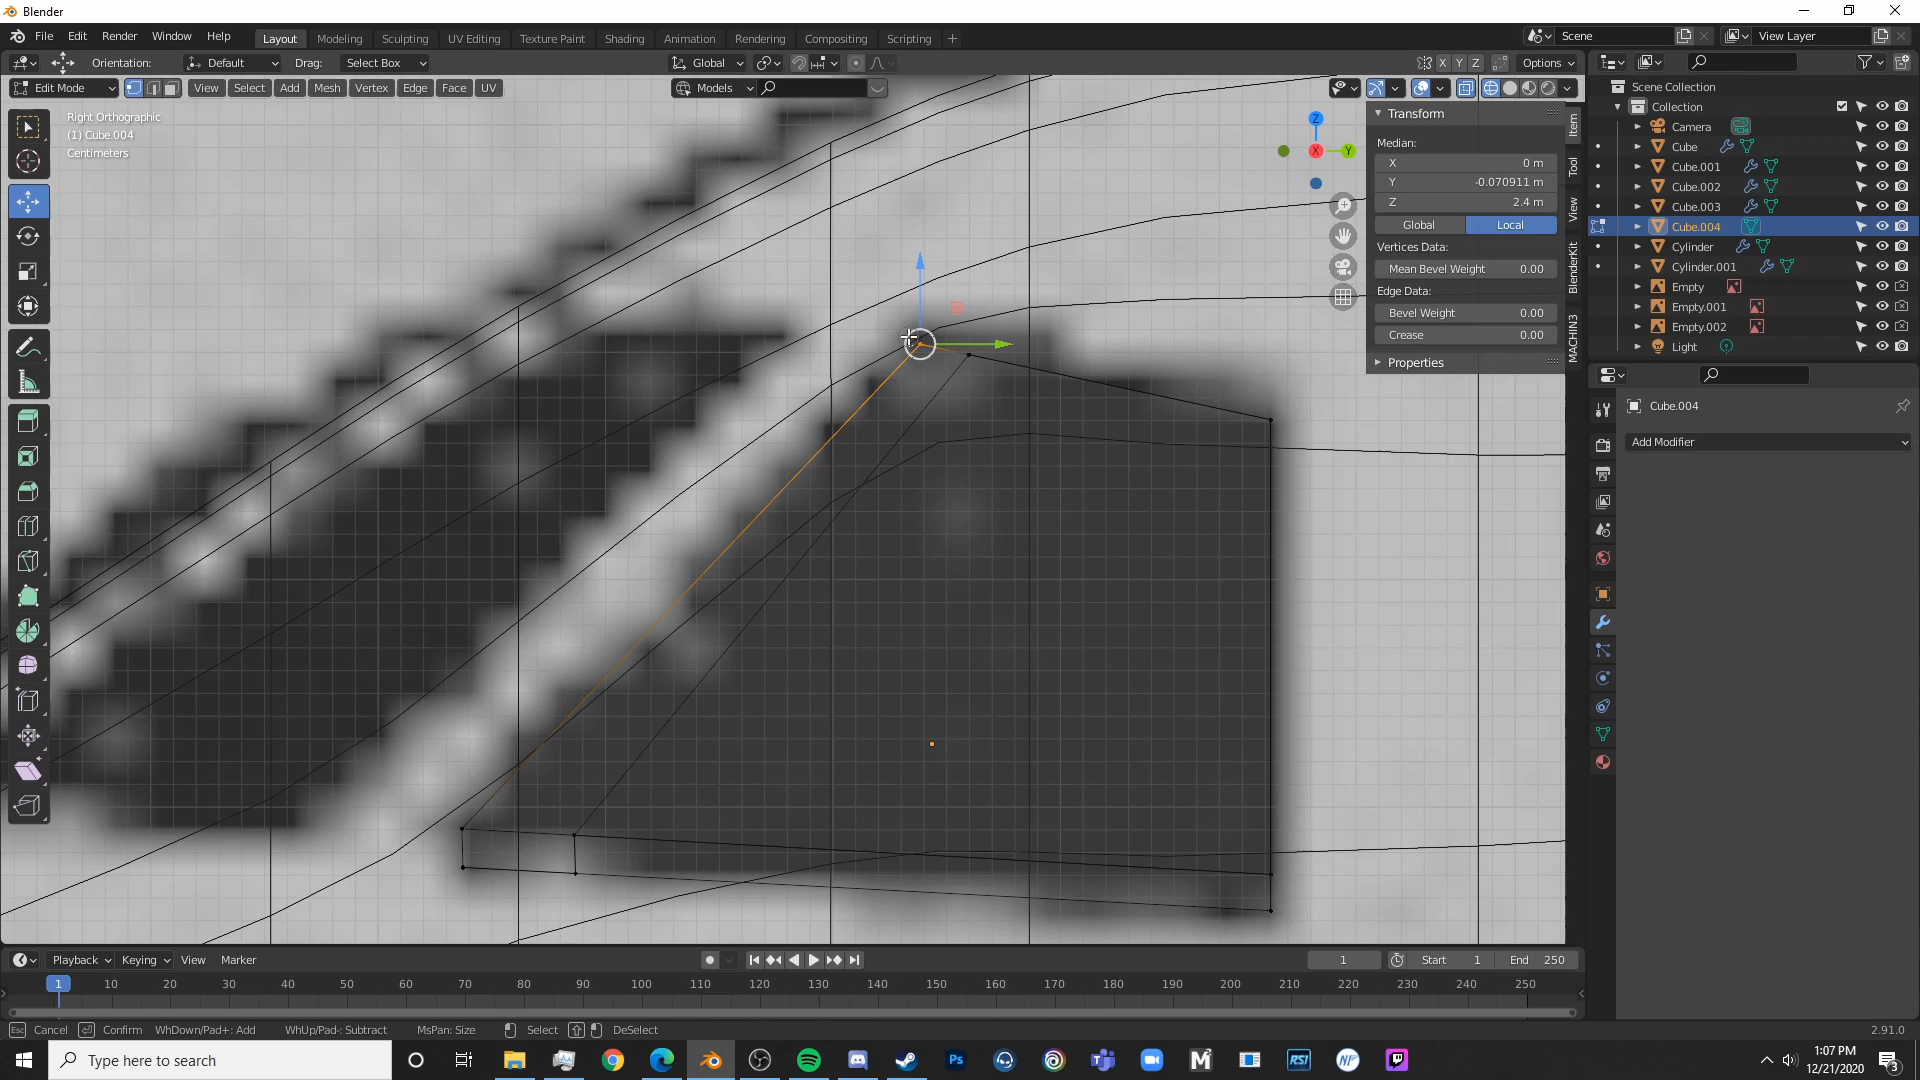 Blender
File Edit Render Window Help
Layout Modeling Sculpting UV Editing Texture Paint Shading Animation Rendering Compositing Scripting +
Scene View Layer
Orientation: Default Drag: Select Box Global X Y Z Options
Edit Mode View Select Add Mesh Vertex Edge Face UV Models
Right Orthographic
(1) Cube.004
Centimeters
Z
X
Y
Transform
Median:
X 0 m
Y -0.070911 m
Z 2.4 m
Global Local
Vertices Data:
Mean Bevel Weight 0.00
Edge Data:
Bevel Weight 0.00
Crease 0.00
Properties
Item
Tool
View
BlenderKit
MACHIN3
Scene Collection
Collection
Camera
Cube
Cube.001
Cube.002
Cube.003
Cube.004
Cylinder
Cylinder.001
Empty
Empty.001
Empty.002
Light
Cube.004
Add Modifier
Playback Keying View Marker 1 Start 1 End 250
1 10 20 30 40 50 60 70 80 90 100 110 120 130 140 150 160 170 180 190 200 210 220 230 240 250
Esc Cancel Confirm WhDown/Pad+: Add WhUp/Pad-: Subtract MsPan: Size Select DeSelect 2.91.0
Type here to search
Ps
M
RSI
NP
1:07 PM
12/21/2020
3